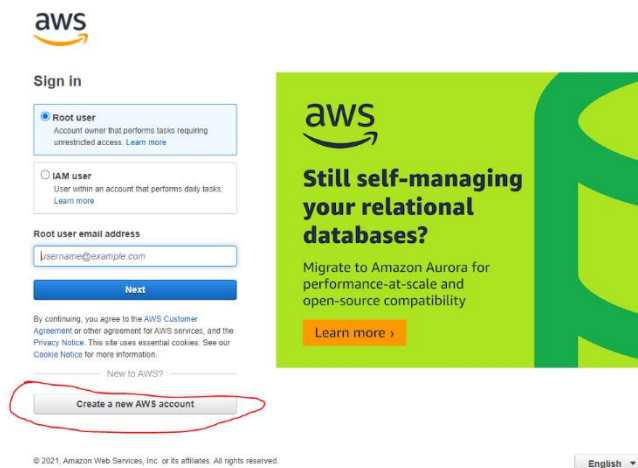 aws
Sign in
Root user
Account owner that performs tasks requiring
unrestricted access. Learn more
IAM user
User within an account that performs daily tasks.
Learn more
Root user email address
username@example.com
Next
By continuing, you agree to the AWS Customer
Agreement or other agreement for AWS services, and the
Privacy Notice. This site uses essential cookies. See our
Cookie Notice for more information.
New to AWS?
Create a new AWS account
aws
Still self-managing
your relational
databases?
Migrate to Amazon Aurora for
performance-at-scale and
open-source compatibility
Learn more ›
© 2021, Amazon Web Services, Inc. or its affiliates. All rights reserved.
English